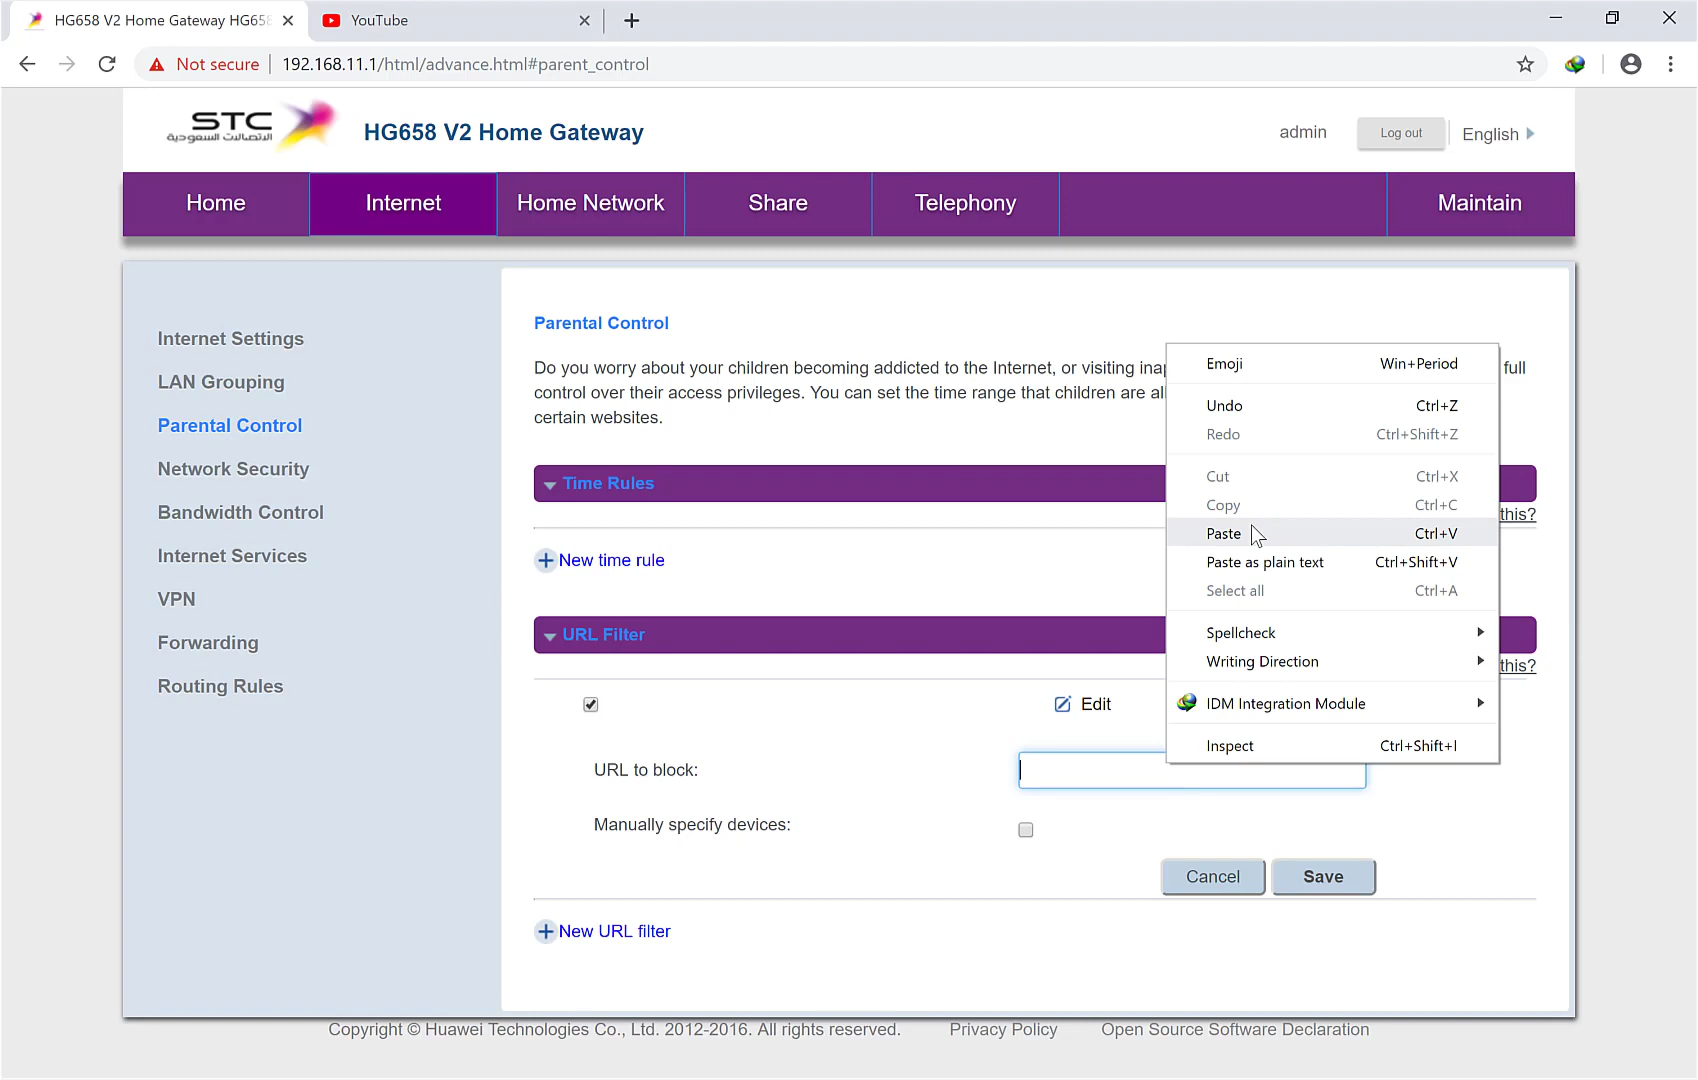 HG658 V2 Home Gateway HG658
YouTube
Not secure
192.168.11.1/html/advance.html#parent_control
STC
الاتصالات السعودية
HG658 V2 Home Gateway
admin
Log out
English
Home
Internet
Home Network
Share
Telephony
Maintain
Internet Settings
LAN Grouping
Parental Control
Network Security
Bandwidth Control
Internet Services
VPN
Forwarding
Routing Rules
Parental Control
Do you worry about your children becoming addicted to the Internet, or visiting inap full
control over their access privileges. You can set the time range that children are al
certain websites.
Time Rules
this?
New time rule
URL Filter
this?
Edit
URL to block:
Manually specify devices:
Cancel
Save
New URL filter
Emoji Win+Period
Undo Ctrl+Z
Redo Ctrl+Shift+Z
Cut Ctrl+X
Copy Ctrl+C
Paste Ctrl+V
Paste as plain text Ctrl+Shift+V
Select all Ctrl+A
Spellcheck
Writing Direction
IDM Integration Module
Inspect Ctrl+Shift+I
Copyright © Huawei Technologies Co., Ltd. 2012-2016. All rights reserved.
Privacy Policy
Open Source Software Declaration